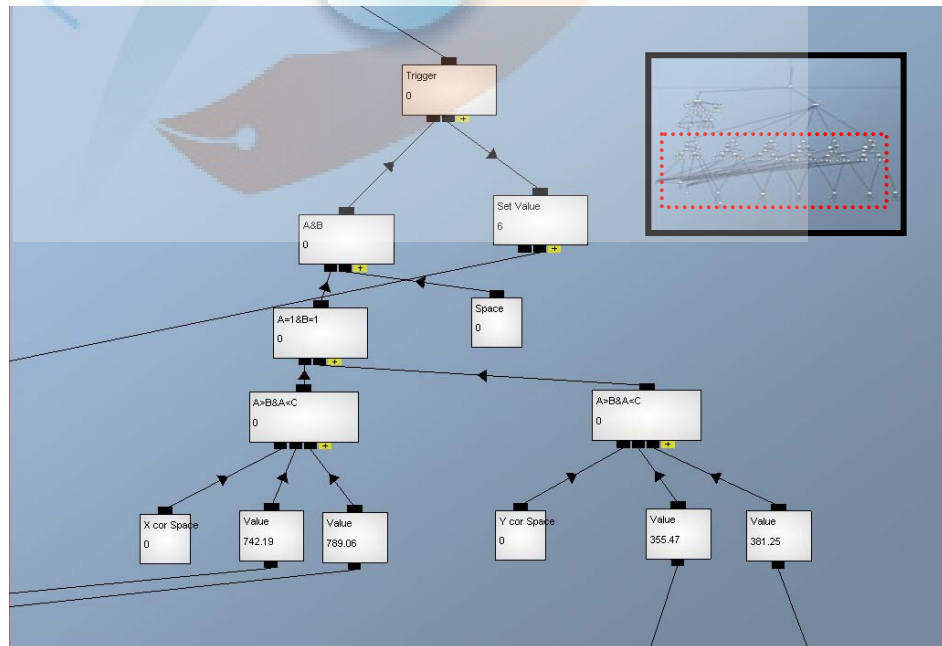 Trigger
0
+
A&B
0
+
Set Value
6
+
A=1&B=1
0
+
Space
0
A>B&A<C
0
+
A>B&A<C
0
+
X cor Space
0
Value
742.19
Value
789.06
Y cor Space
0
Value
355.47
Value
381.25